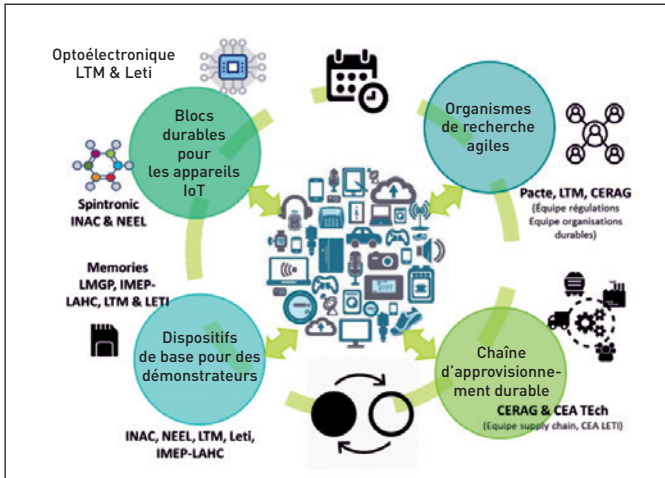 Optoélectronique
LTM & Leti
Blocs
durables
pour
les appareils
IoT
Organismes
de recherche
agiles
Spintronic
INAC & NEEL
Pacte, LTM, CERAG
(Équipe régulations
Equipe organisations
durables)
Memories
LMGP, IMEP-
LAHC, LTM & LETI
Dispositifs
de base pour des
démonstrateurs
Chaîne
d'approvisionne-
ment durable
INAC, NEEL, LTM, Leti,
IMEP-LAHC
CERAG & CEA TEch
(Equipe supply chain, CEA LETI)